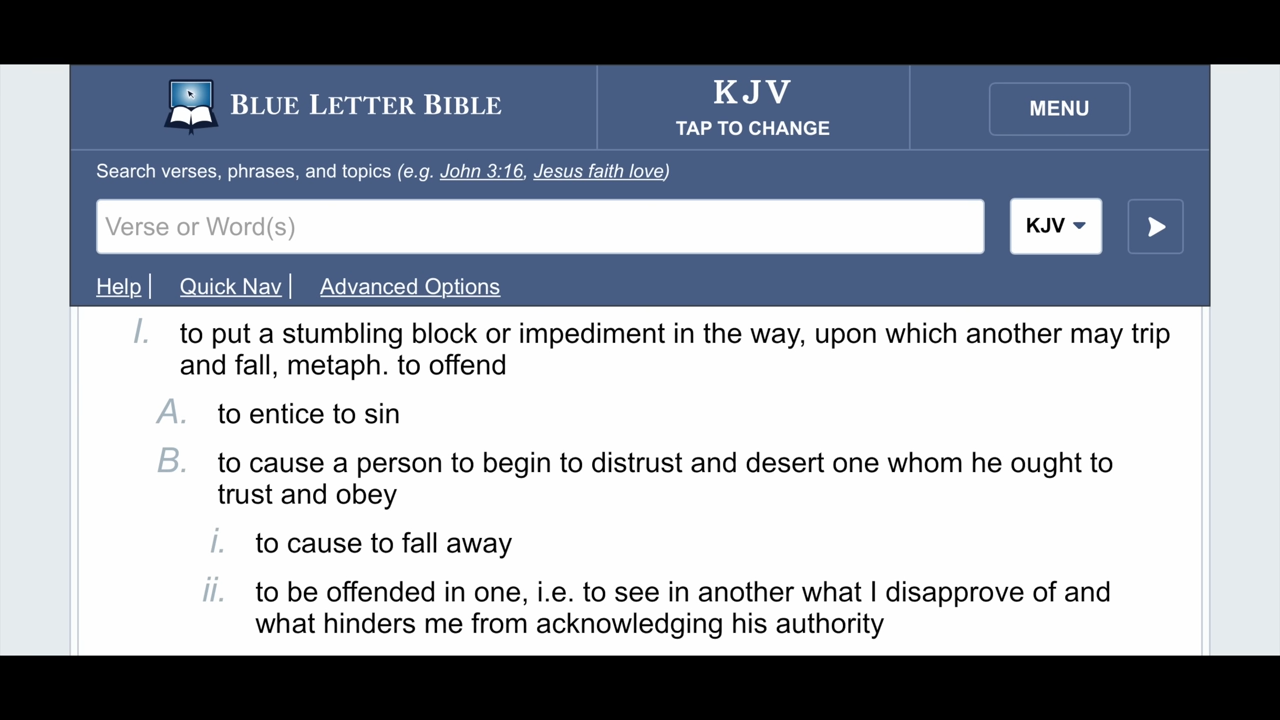 BLUE LETTER BIBLE
KJV
TAP TO CHANGE
MENU
Search verses, phrases, and topics (e.g. John 3:16, Jesus faith love)
Verse or Word(s)
KJV
Help
Quick Nav
Advanced Options
I. to put a stumbling block or impediment in the way, upon which another may trip
and fall, metaph. to offend
A. to entice to sin
B. to cause a person to begin to distrust and desert one whom he ought to
trust and obey
i. to cause to fall away
ii. to be offended in one, i.e. to see in another what I disapprove of and
what hinders me from acknowledging his authority